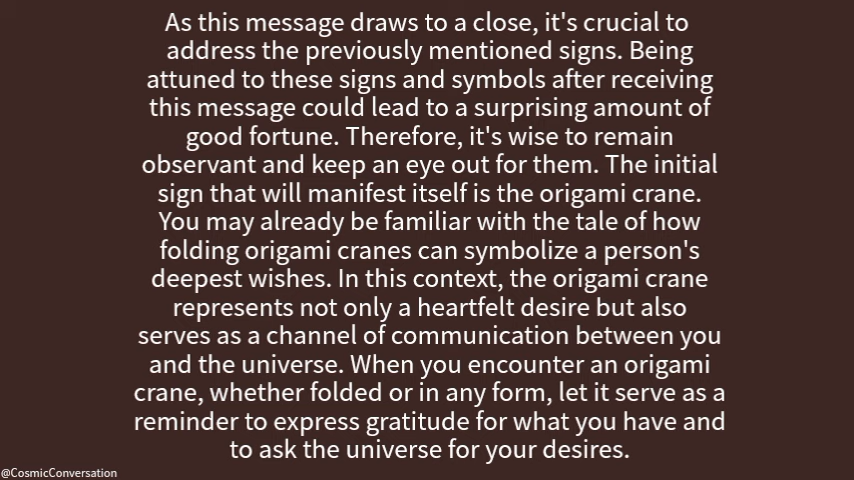 As this message draws to a close, it's crucial to
address the previously mentioned signs. Being
attuned to these signs and symbols after receiving
this message could lead to a surprising amount of
good fortune. Therefore, it's wise to remain
observant and keep an eye out for them. The initial
sign that will manifest itself is the origami crane.
You may already be familiar with the tale of how
folding origami cranes can symbolize a person's
deepest wishes. In this context, the origami crane
represents not only a heartfelt desire but also
serves as a channel of communication between you
and the universe. When you encounter an origami
crane, whether folded or in any form, let it serve as a
reminder to express gratitude for what you have and
to ask the universe for your desires.
@CosmicConversation